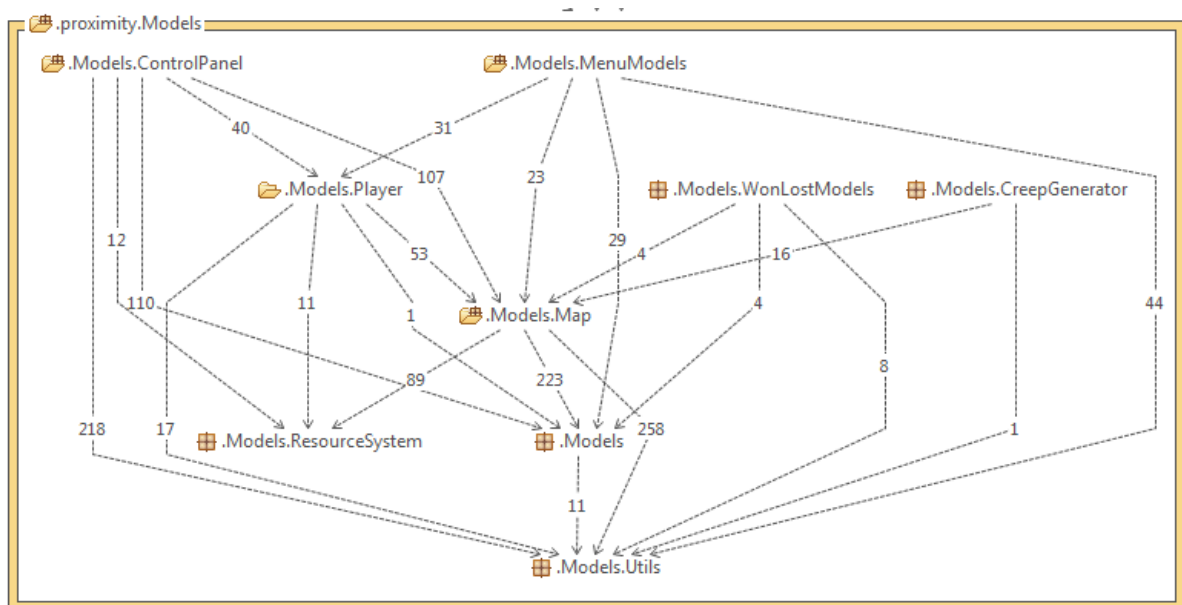 .proximity.Models
.Models.ControlPanel
.Models.MenuModels
40
31
107
23
.Models.Player
.Models.WonLostModels
.Models.CreepGenerator
12
53
29
4
16
110
11
1
4
44
.Models.Map
89
223
8
218
17
.Models.ResourceSystem
.Models
258
1
11
.Models.Utils